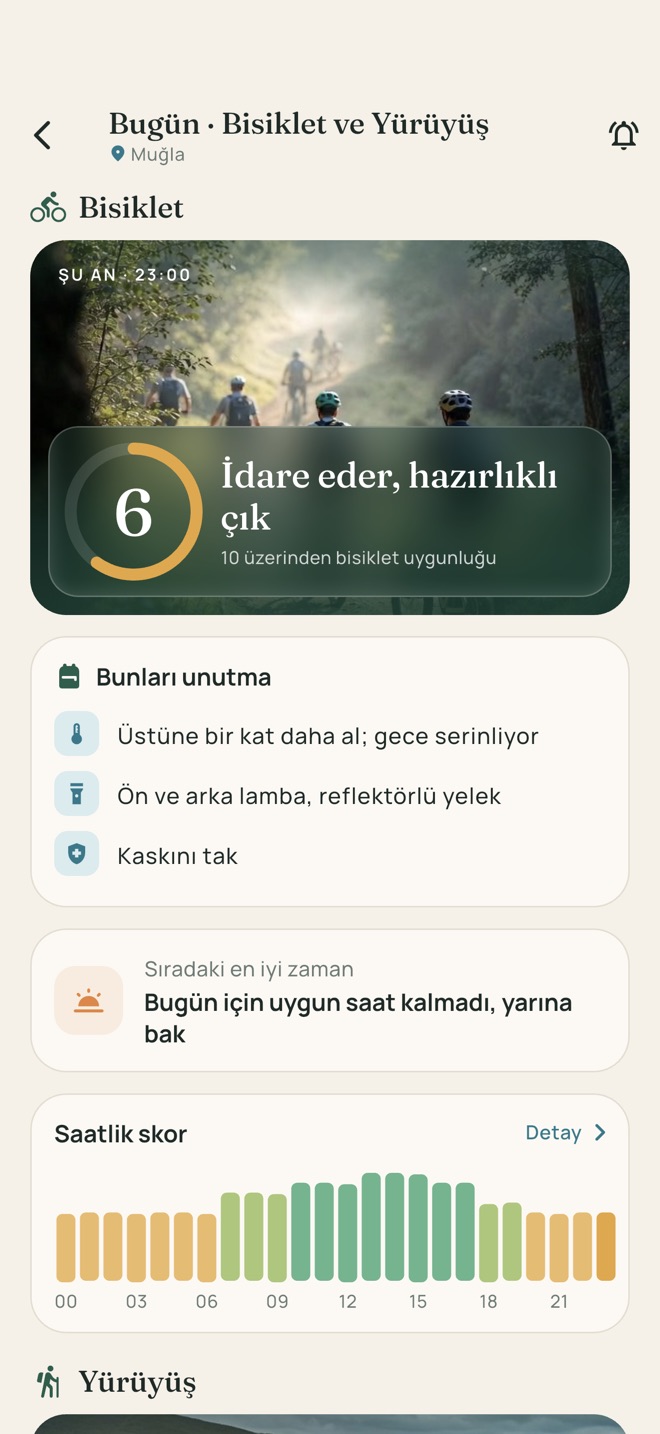 Bugün · Bisiklet ve Yürüyüş
Muğla
Bisiklet
ŞU AN · 23:00
6
İdare eder, hazırlıklı
çık
10 üzerinden bisiklet uygunluğu
Bunları unutma
Üstüne bir kat daha al; gece serinliyor
Ön ve arka lamba, reflektörlü yelek
Kaskını tak
Sıradaki en iyi zaman
Bugün için uygun saat kalmadı, yarına
bak
Saatlik skor
Detay
00 03 06 09 12 15 18 21
Yürüyüş